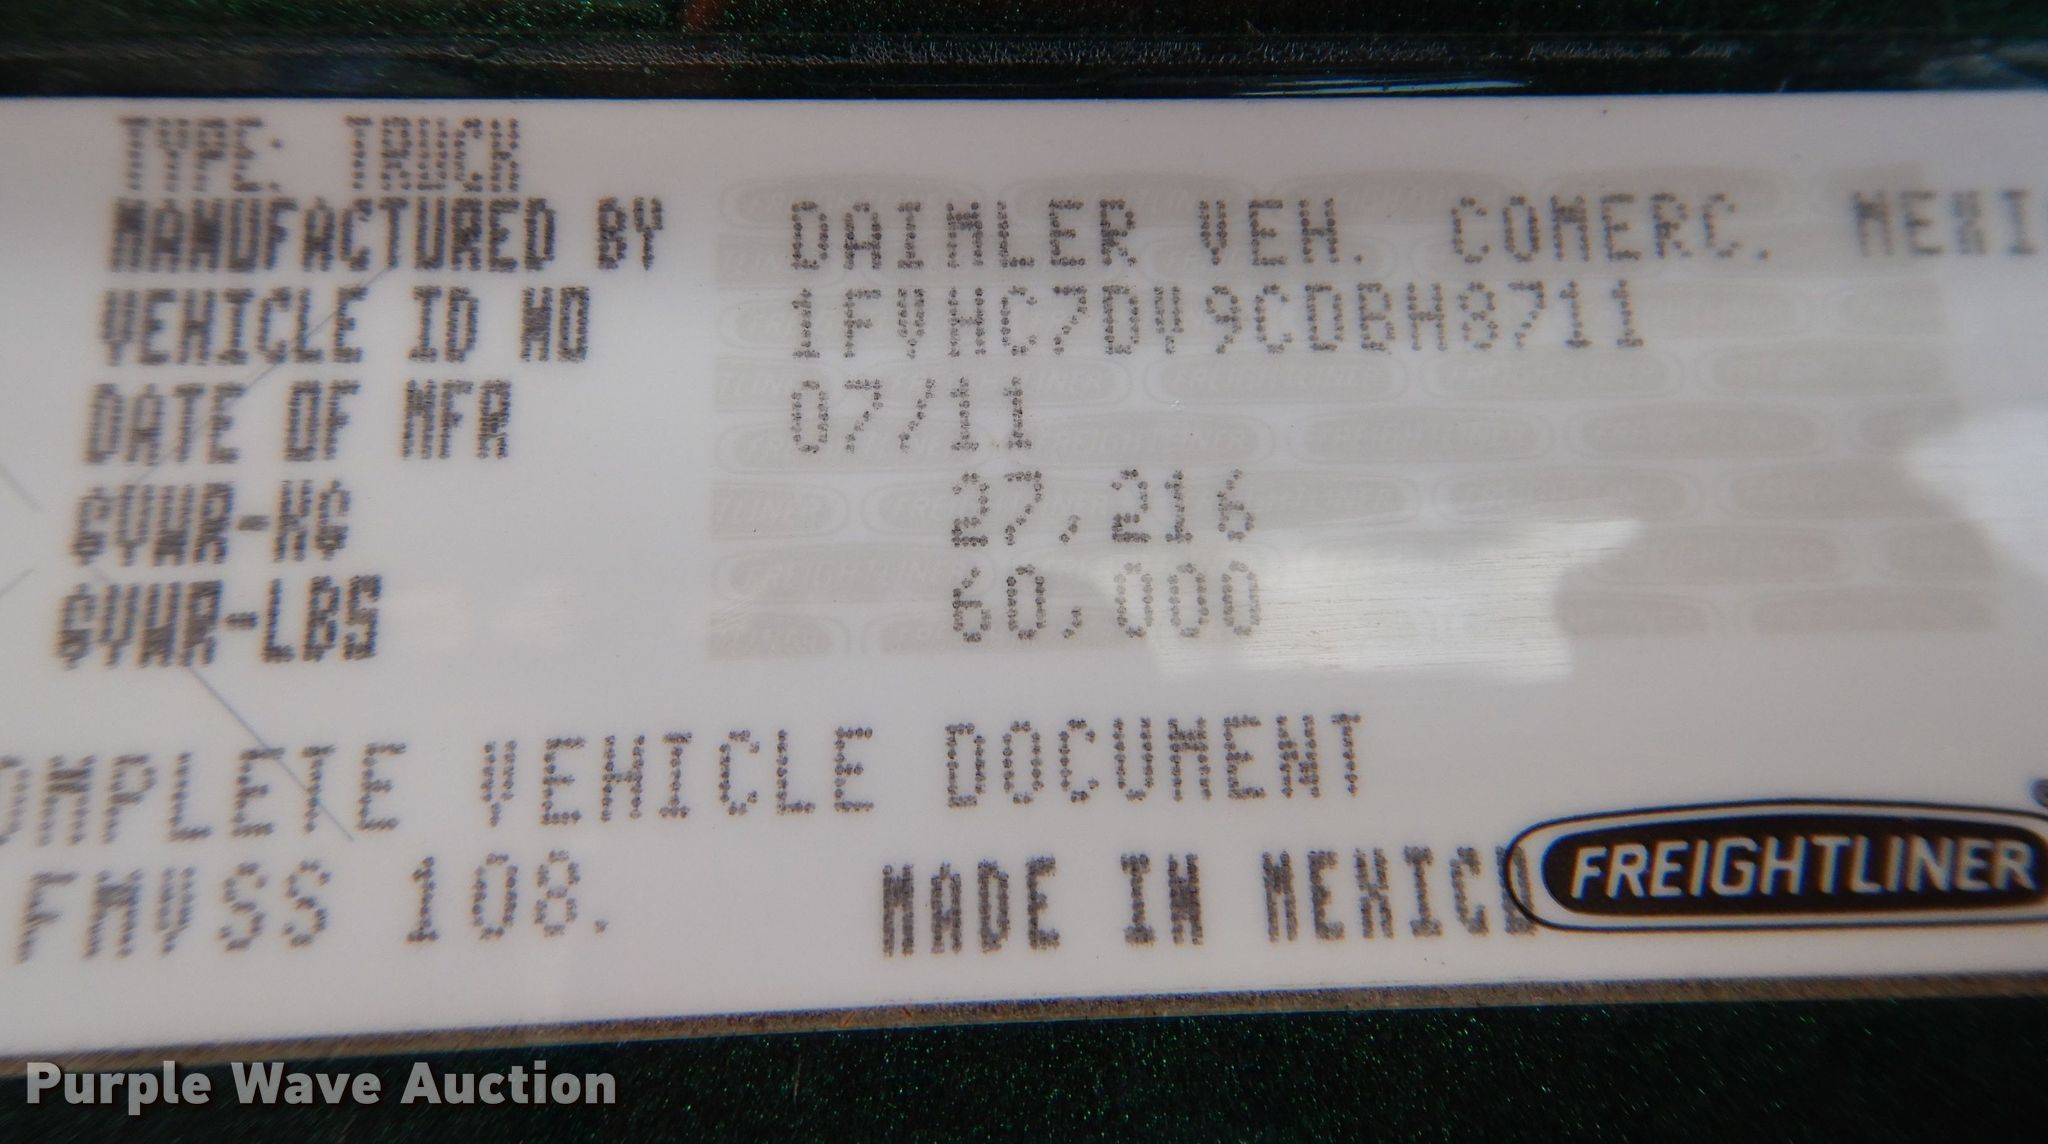 TYPE: TRUCK
MANUFACTURED BY DAIMLER VEH. COMERC. MEXI
VEHICLE ID NO 1FVHC7DV9CDBH8711
DATE OF MFR 07/11
GVWR-KG 27,216
GVWR-LBS 60,000
OMPLETE VEHICLE DOCUMENT
FMVSS 108. MADE IN MEXICO
FREIGHTLINER
Purple Wave Auction